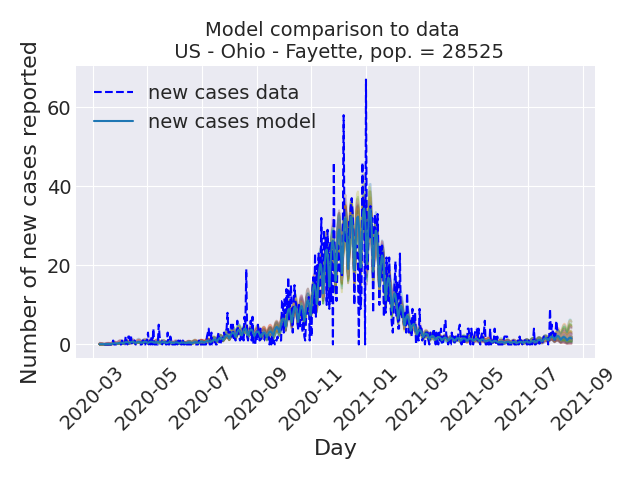 Model comparison to data
US - Ohio - Fayette, pop. = 28525
Number of new cases reported
60
40
20
0
new cases data
new cases model
2020-03
2020-05
2020-07
2020-09
2020-11
2021-01
2021-03
2021-05
2021-07
2021-09
Day